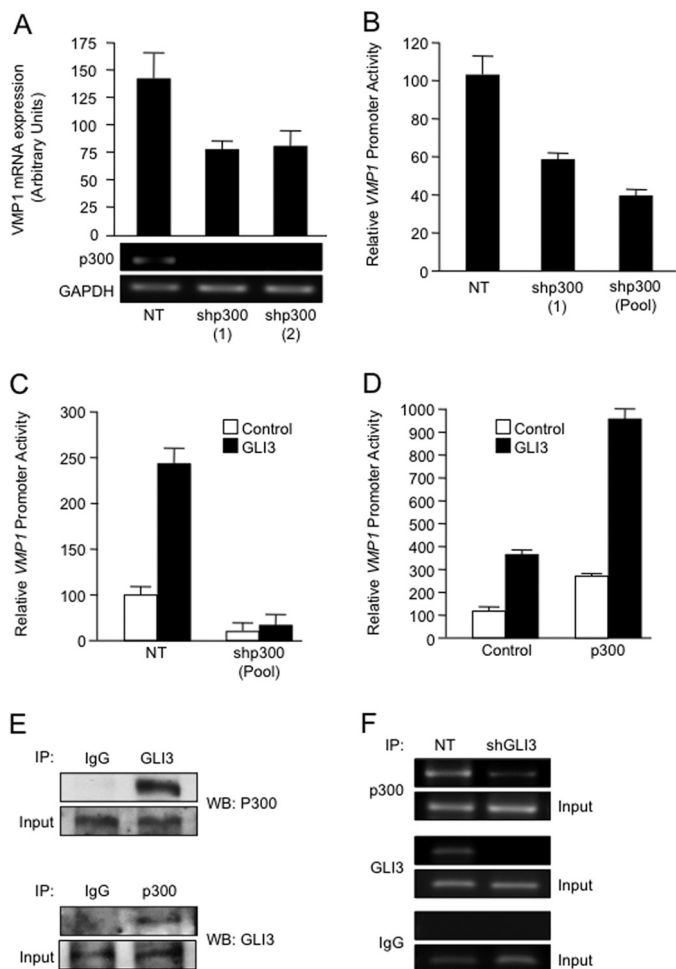 A
VMP1 mRNA expression
(Arbitrary Units)
175
150
125
100
75
50
25
0
p300
GAPDH
NT
shp300
(1)
shp300
(2)
B
Relative VMP1 Promoter Activity
120
100
80
60
40
20
0
NT
shp300
(1)
shp300
(Pool)
C
Relative VMP1 Promoter Activity
300
250
200
150
100
50
0
Control
GLI3
NT
shp300
(Pool)
D
Relative VMP1 Promoter Activity
1000
900
800
700
600
500
400
300
200
100
0
Control
GLI3
Control
p300
E
IP: IgG GLI3
WB: P300
Input
IP: IgG p300
WB: GLI3
Input
F
IP: NT shGLI3
p300
Input
GLI3
Input
IgG
Input